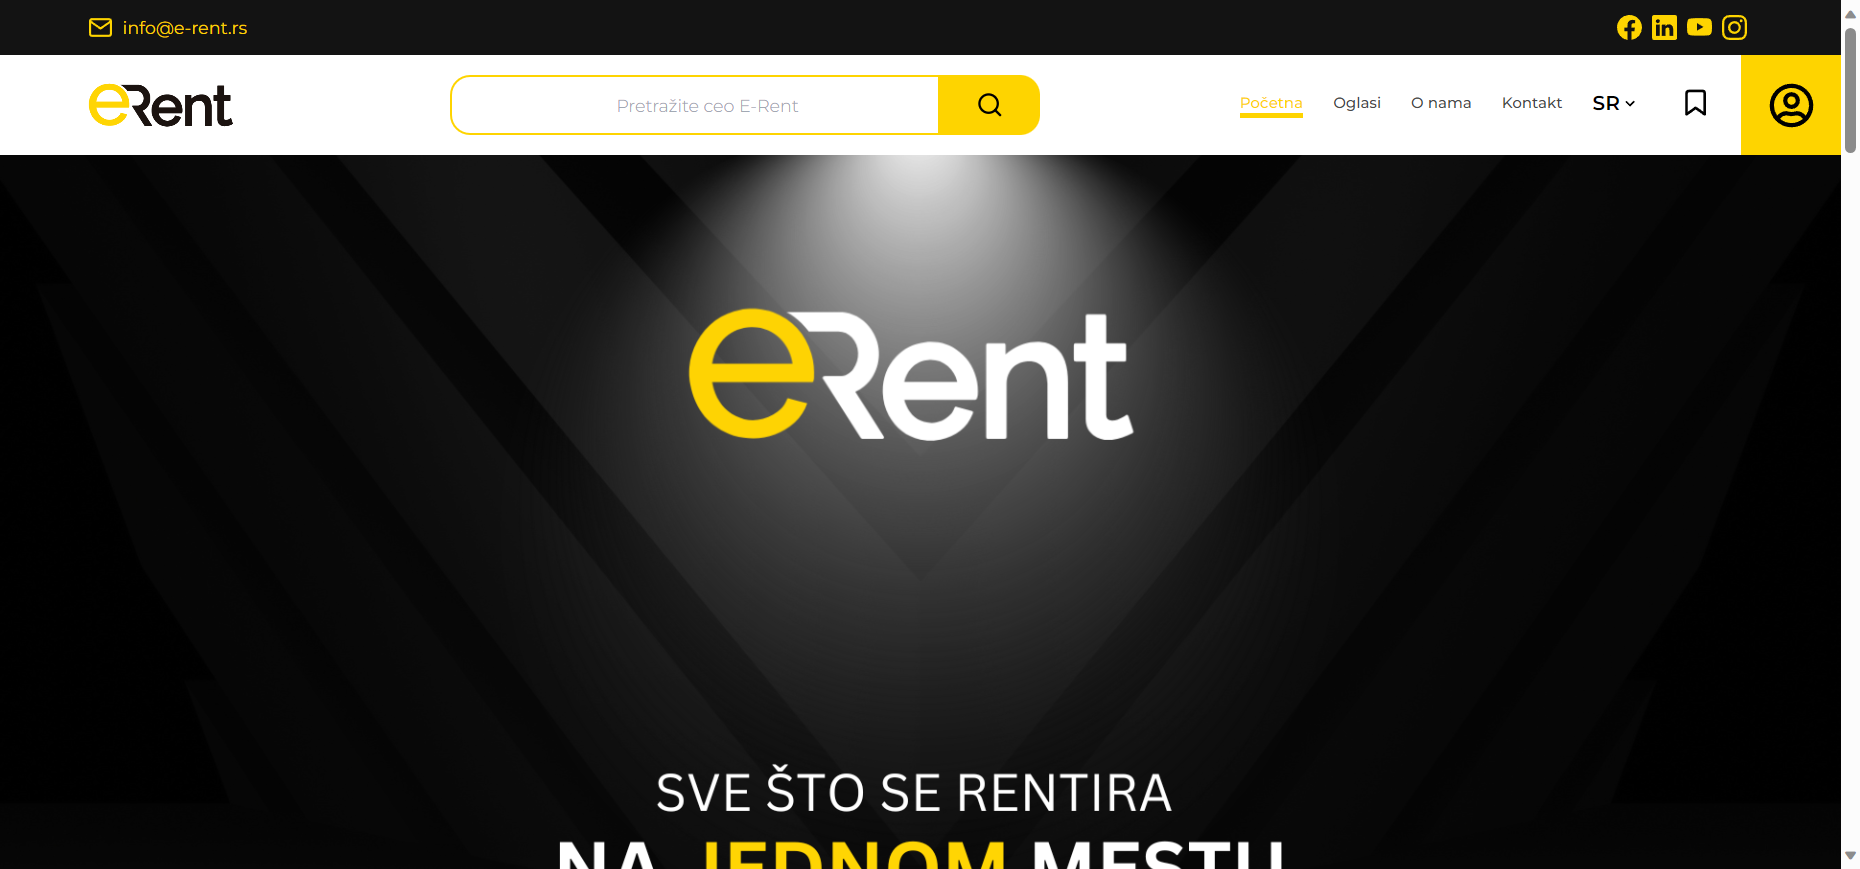 info@e-rent.rs
eRent
Pretražite ceo E-Rent
Početna
Oglasi
O nama
Kontakt
SR
eRent
SVE ŠTO SE RENTIRA
NA JEDNOM MESTU